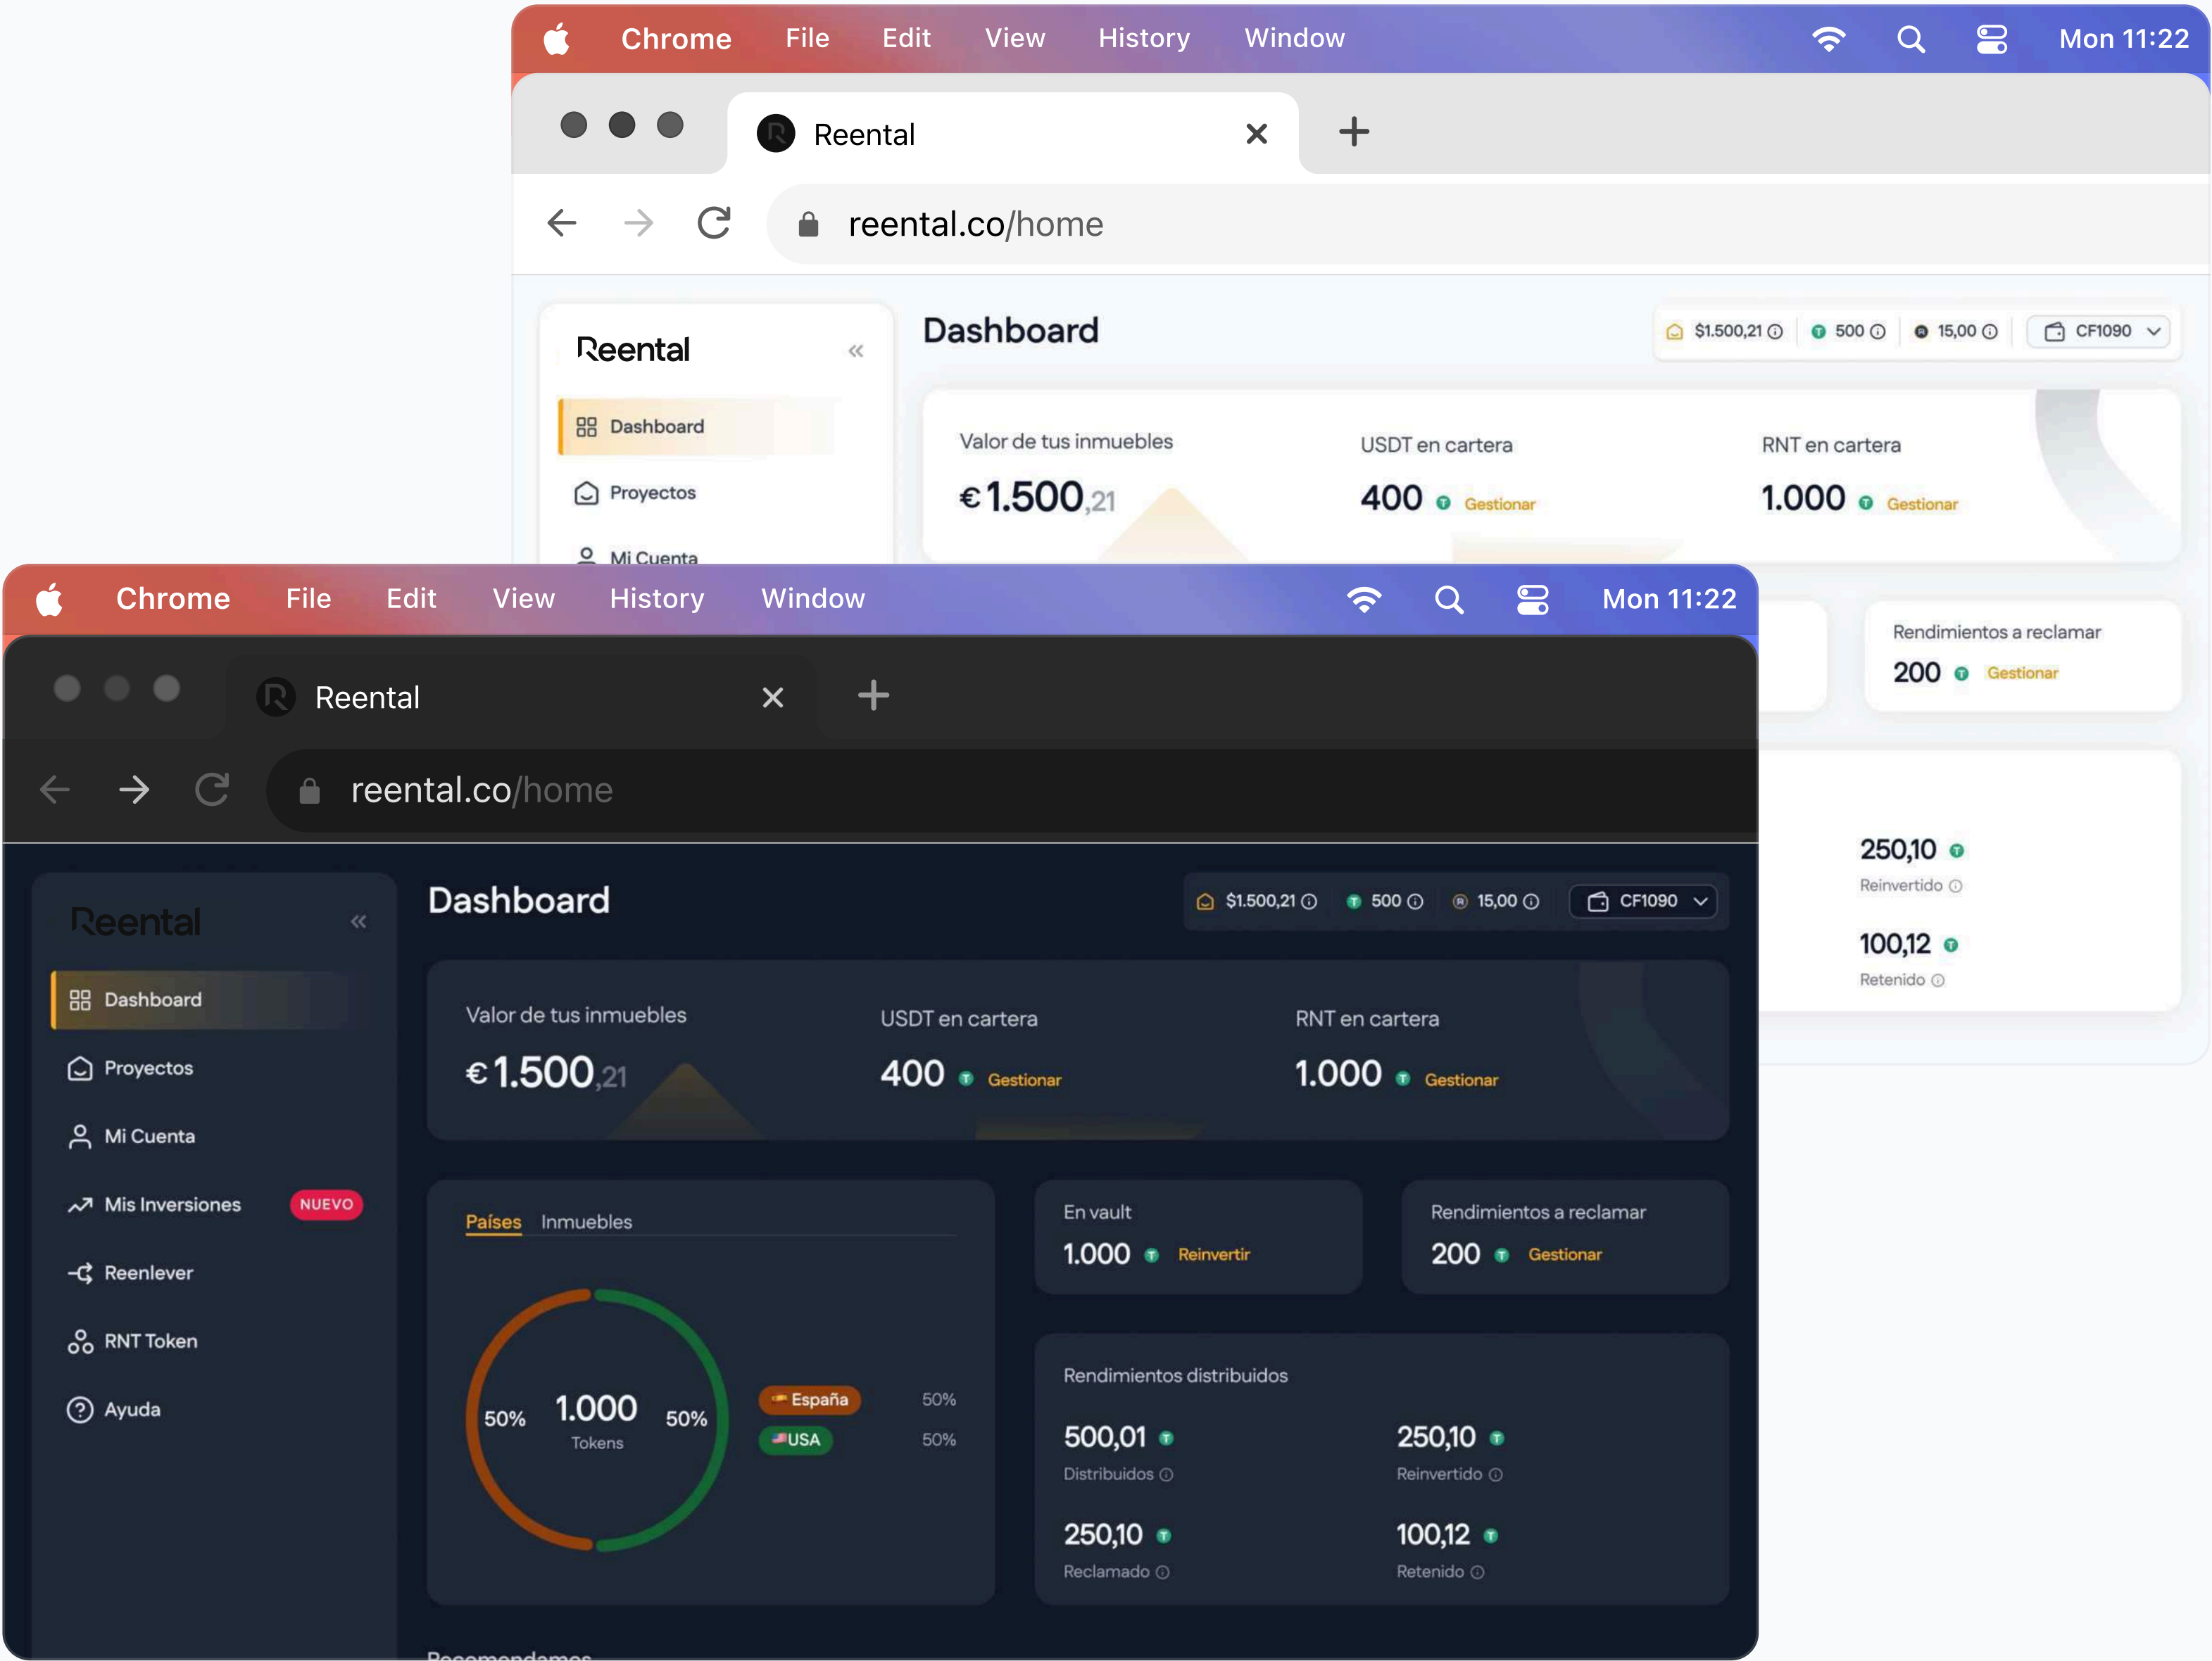 Chrome File Edit View History Window Mon 11:22
Reental
reental.co/home
Reental
Dashboard
$1.500,21 500 15,00 CF1090
Dashboard
Proyectos
Mi Cuenta
Valor de tus inmuebles
€1.500,21
USDT en cartera
400 Gestionar
RNT en cartera
1.000 Gestionar
Rendimientos a reclamar
200 Gestionar
250,10
Reinvertido
100,12
Retenido
Chrome File Edit View History Window Mon 11:22
Reental
reental.co/home
Reental
Dashboard
Proyectos
Mi Cuenta
Mis Inversiones NUEVO
Reenlever
RNT Token
Ayuda
Dashboard
$1.500,21 500 15,00 CF1090
Valor de tus inmuebles
€1.500,21
USDT en cartera
400 Gestionar
RNT en cartera
1.000 Gestionar
Países Inmuebles
50% 1.000 50%
Tokens
España 50%
USA 50%
En vault
1.000 Reinvertir
Rendimientos a reclamar
200 Gestionar
Rendimientos distribuidos
500,01
Distribuidos
250,10
Reinvertido
250,10
Reclamado
100,12
Retenido
Recomendamos